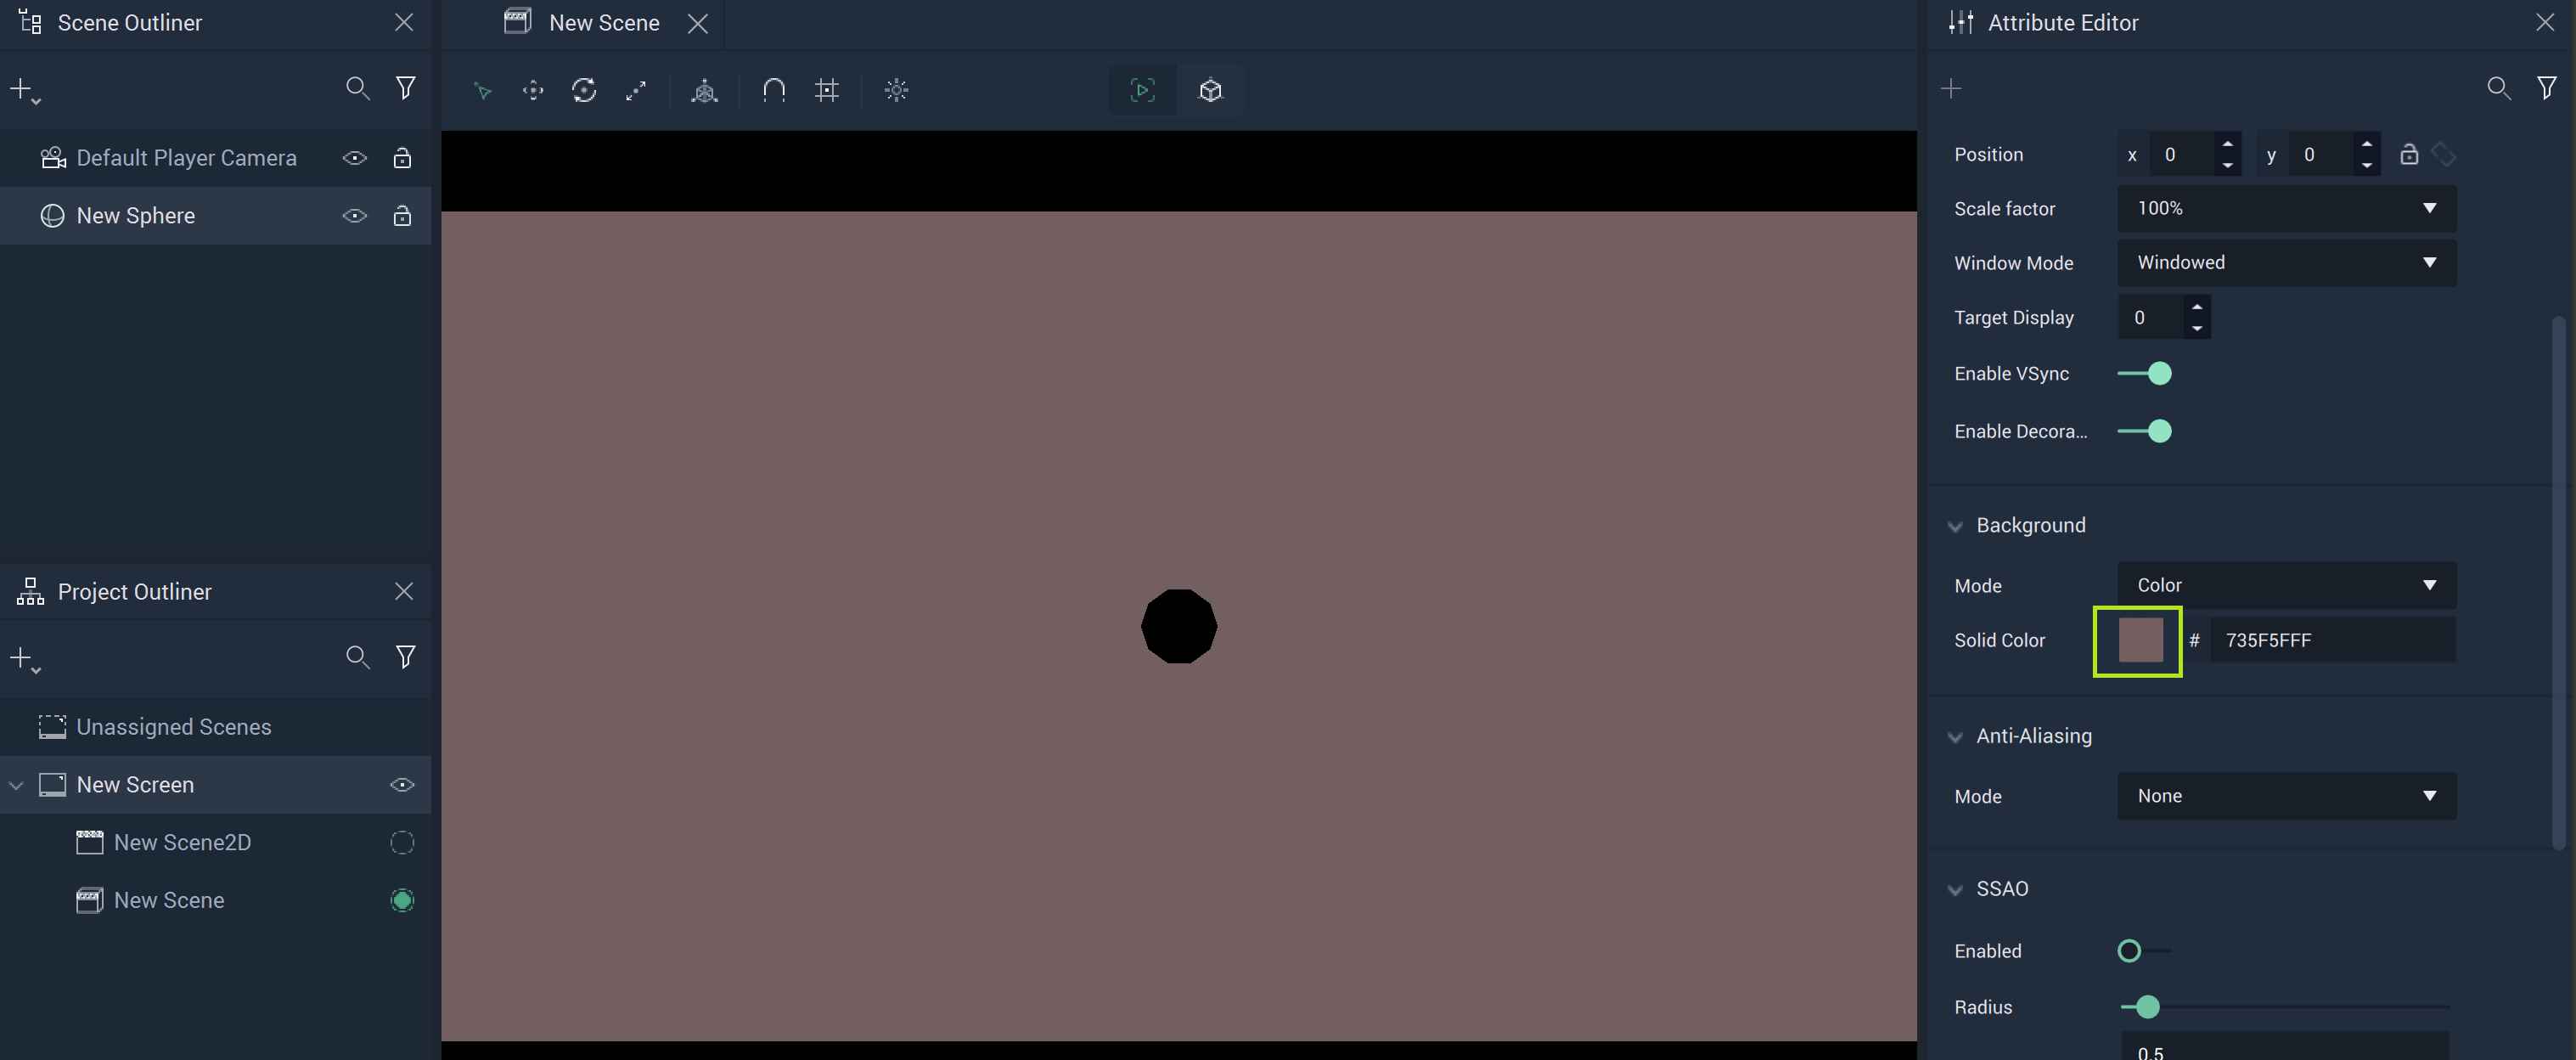 Scene Outliner
Default Player Camera
New Sphere
Project Outliner
Unassigned Scenes
New Screen
New Scene2D
New Scene
New Scene
Attribute Editor
Position x 0 y 0
Scale factor 100%
Window Mode Windowed
Target Display 0
Enable VSync
Enable Decora...
Background
Mode Color
Solid Color # 735F5FFF
Anti-Aliasing
Mode None
SSAO
Enabled
Radius
0.5